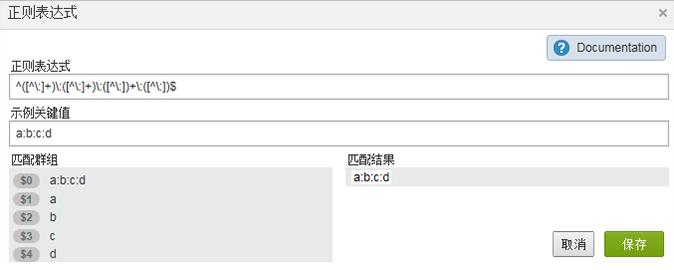 正则表达式
×
? Documentation
正则表达式
^([^\:]+)\:([^\:]+)\:([^\:])+\:([^\:])$
示例关键值
a:b:c:d
匹配群组
匹配结果
$0 a:b:c:d
a:b:c:d
$1 a
$2 b
$3 c
$4 d
取消
保存